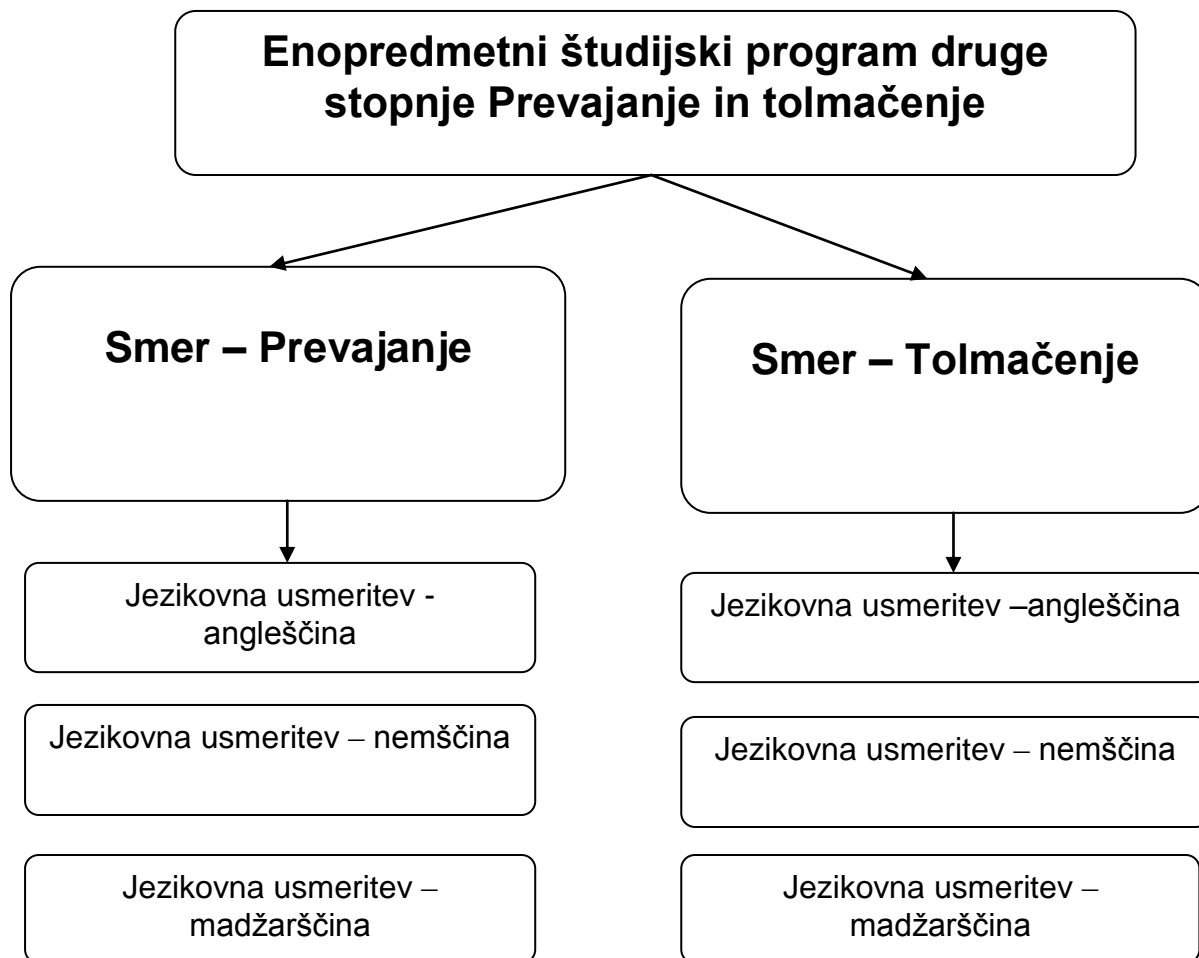 Enopredmetni študijski program druge
stopnje Prevajanje in tolmačenje
Smer – Prevajanje
Smer – Tolmačenje
Jezikovna usmeritev -
angleščina
Jezikovna usmeritev –angleščina
Jezikovna usmeritev – nemščina
Jezikovna usmeritev – nemščina
Jezikovna usmeritev –
madžarščina
Jezikovna usmeritev –
madžarščina